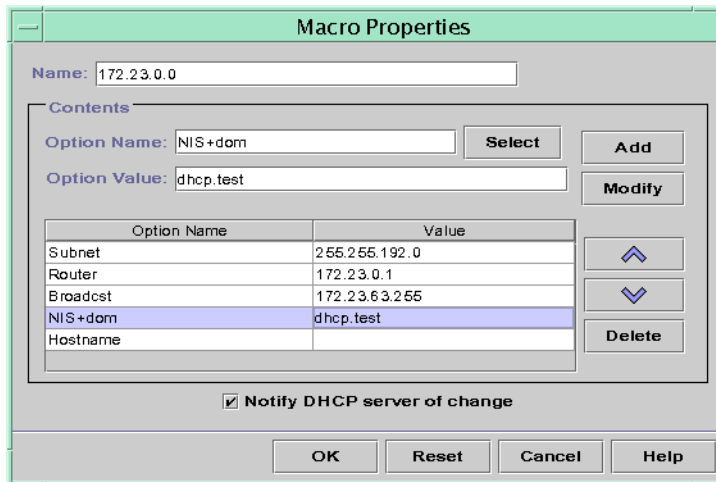 Macro Properties
Name: 172.23.0.0
Contents
Option Name: NIS+dom Select Add
Option Value: dhcp.test Modify
Option Name Value
Subnet 255.255.192.0
Router 172.23.0.1
Broadcst 172.23.63.255
NIS+dom dhcp.test
Hostname Delete
Notify DHCP server of change
OK Reset Cancel Help